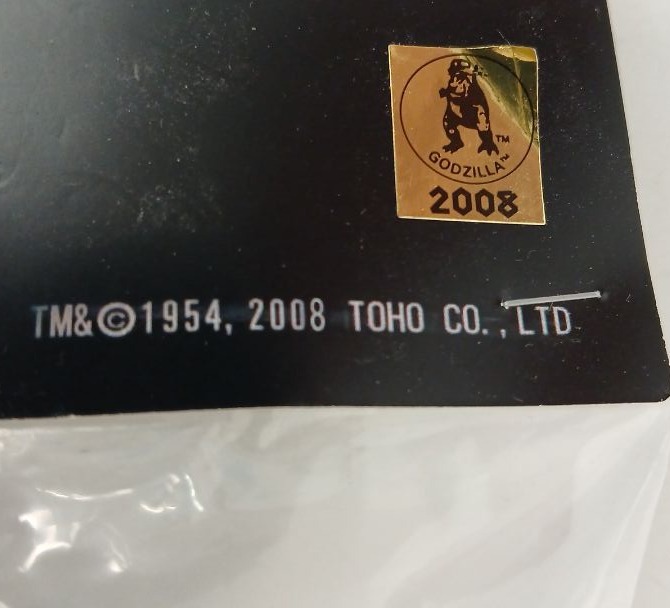 TM
GODZILLA™
2008
TM&©1954, 2008 TOHO CO., LTD